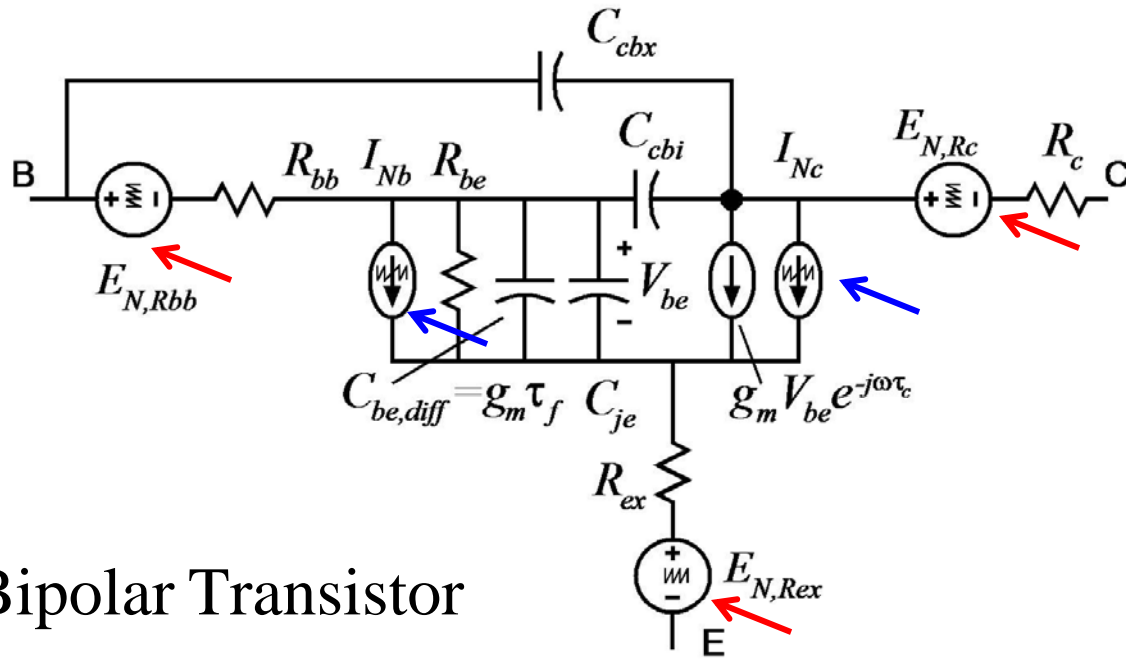 C_cbx
C_cbi
E_N,Rc
B
R_bb
I_Nb
R_be
I_Nc
R_c
C
+ −
+ −
E_N,Rbb
+
V_be
−
C_be,diff = g_m τ_f
C_je
g_m V_be e^-jωτ_c
R_ex
+
−
E_N,Rex
Bipolar Transistor
E